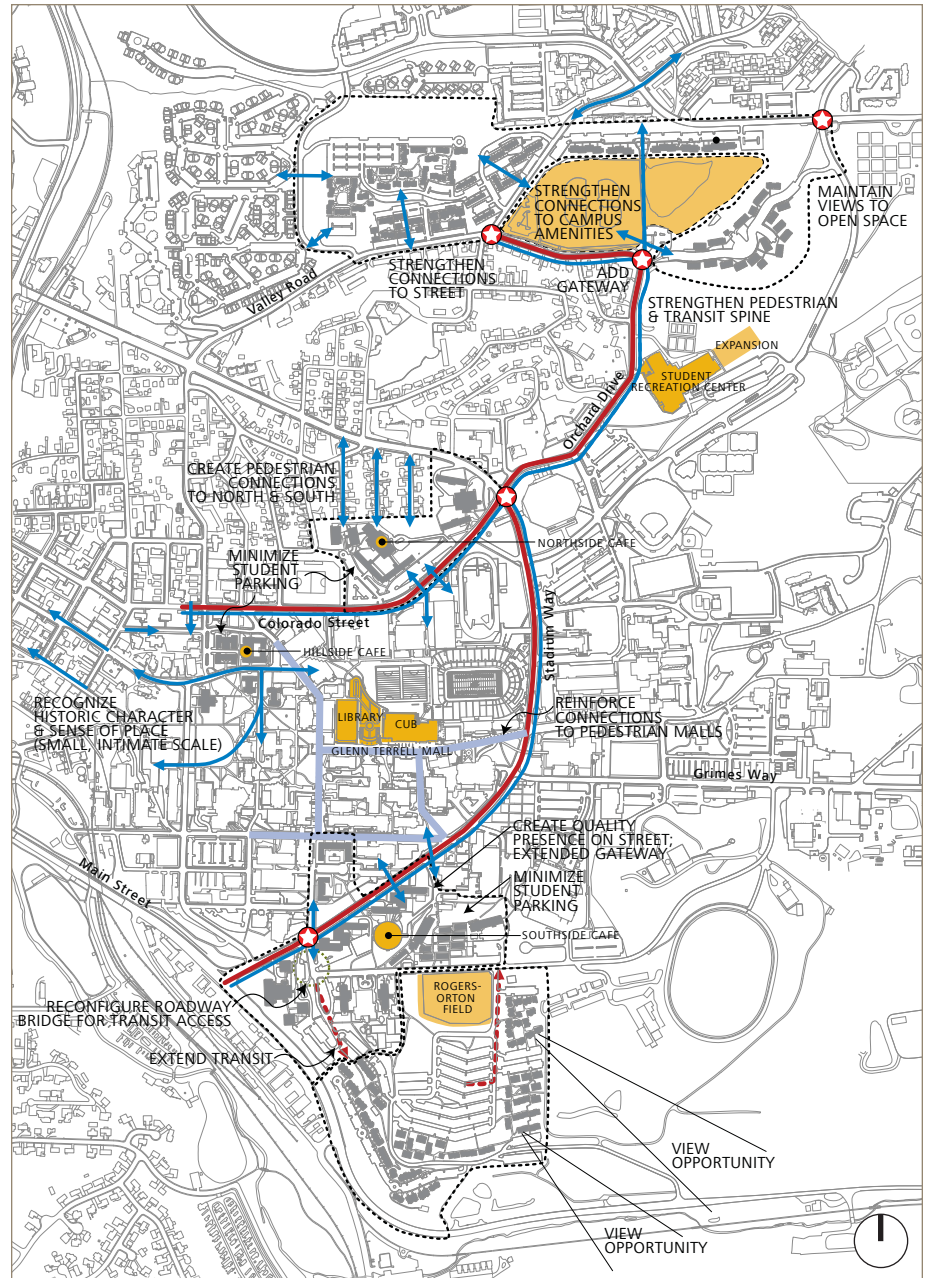 STRENGTHEN
CONNECTIONS
TO CAMPUS
AMENITIES
MAINTAIN
VIEWS TO
OPEN SPACE
STRENGTHEN
CONNECTIONS
TO STREET
ADD
GATEWAY
Valley Road
STRENGTHEN PEDESTRIAN
& TRANSIT SPINE
EXPANSION
STUDENT
RECREATION CENTER
Orchard Drive
CREATE PEDESTRIAN
CONNECTIONS
TO NORTH & SOUTH
NORTHSIDE CAFE
MINIMIZE
STUDENT
PARKING
Colorado Street
HILLSIDE CAFE
Stadium Way
RECOGNIZE
HISTORIC CHARACTER
& SENSE OF PLACE
(SMALL, INTIMATE SCALE)
LIBRARY
CUB
GLENN TERRELL MALL
REINFORCE
CONNECTIONS
TO PEDESTRIAN MALLS
Grimes Way
CREATE QUALITY
PRESENCE ON STREET;
EXTENDED GATEWAY
Main Street
MINIMIZE
STUDENT
PARKING
SOUTHSIDE CAFE
ROGERS-
ORTON
FIELD
RECONFIGURE ROADWAY
BRIDGE FOR TRANSIT ACCESS
EXTEND TRANSIT
VIEW
OPPORTUNITY
VIEW
OPPORTUNITY